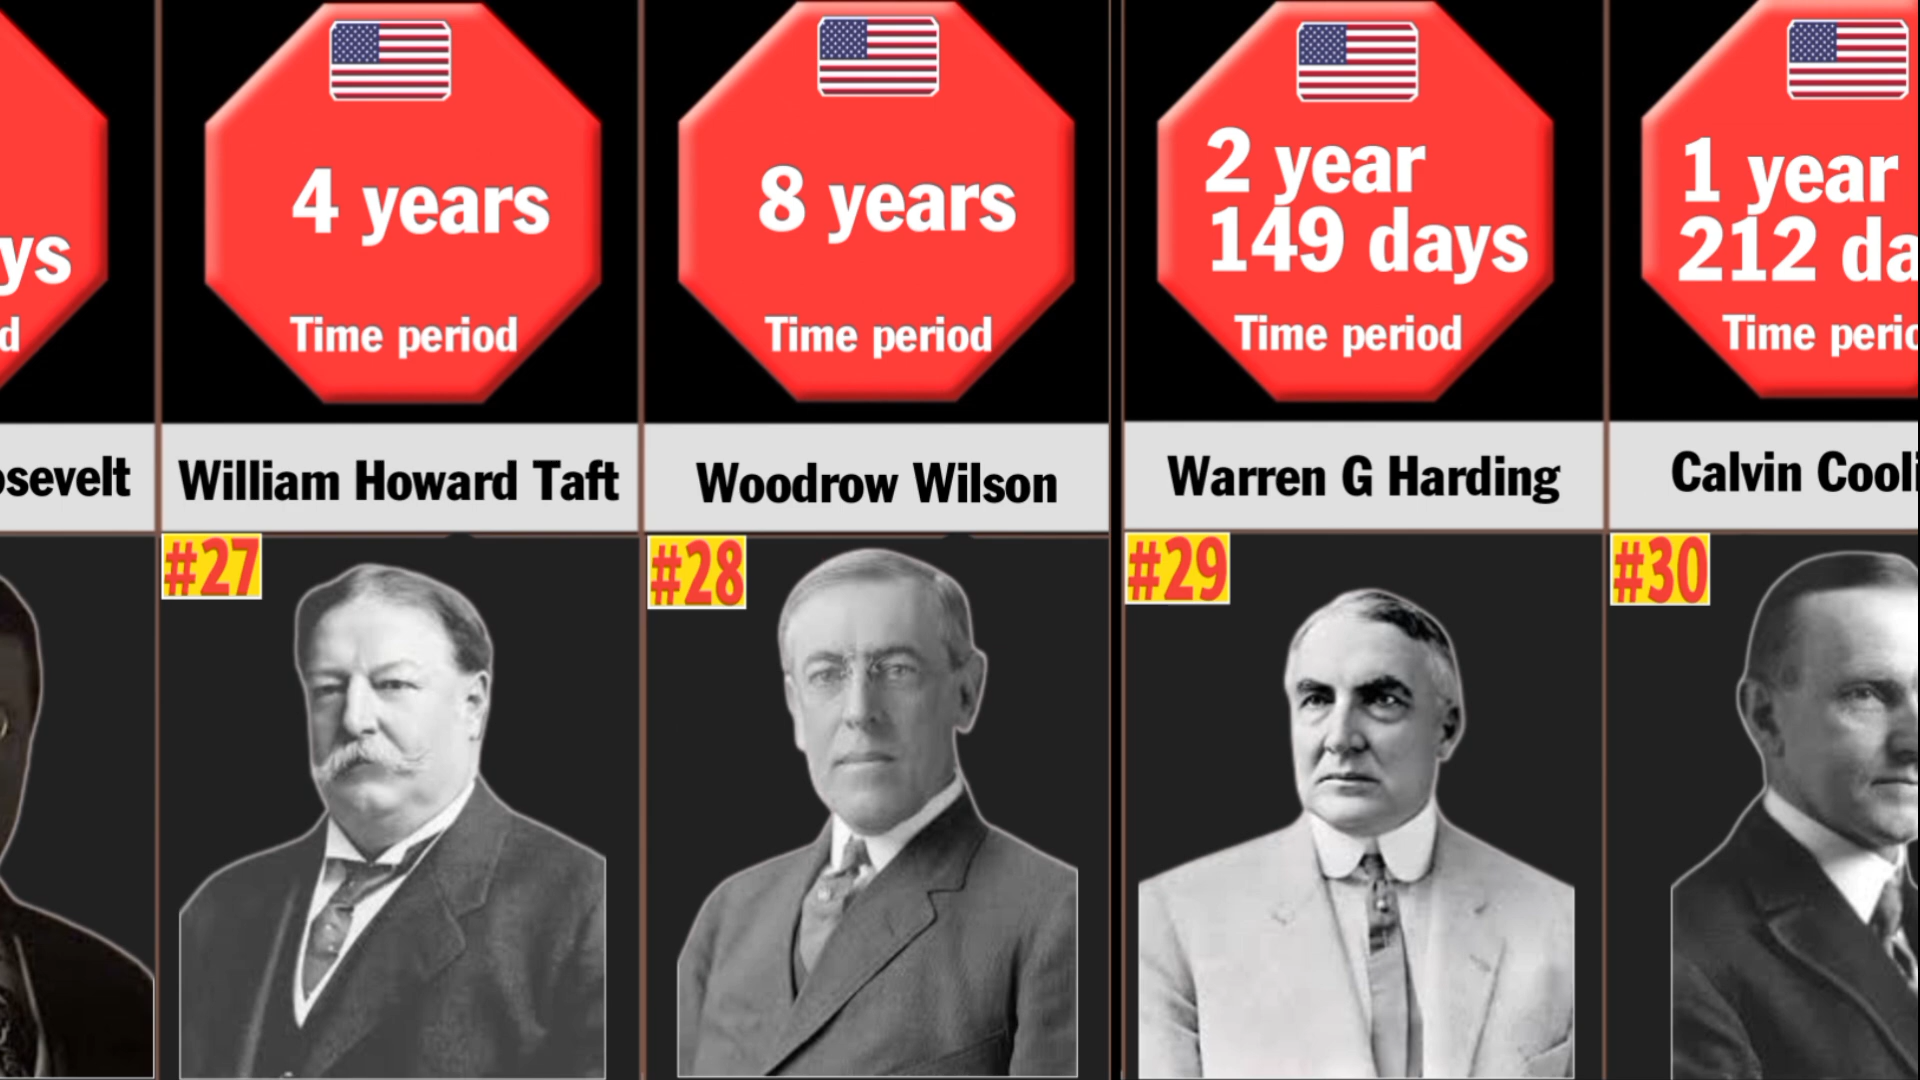 ys
d
osevelt
4 years
Time period
William Howard Taft
#27
8 years
Time period
Woodrow Wilson
#28
2 year
149 days
Time period
Warren G Harding
#29
1 year
212 da
Time perio
Calvin Cooli
#30